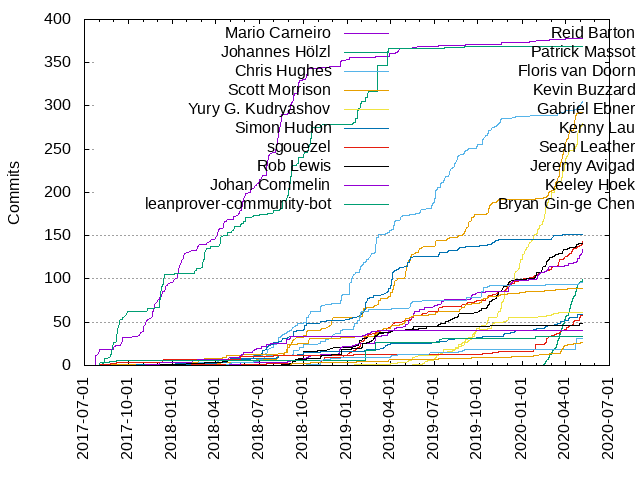 400
350
300
250
200
150
100
50
0
Commits
Mario Carneiro
Johannes Hölzl
Chris Hughes
Scott Morrison
Yury G. Kudryashov
Simon Hudon
sgouezel
Rob Lewis
Johan Commelin
leanprover-community-bot
Reid Barton
Patrick Massot
Floris van Doorn
Kevin Buzzard
Gabriel Ebner
Kenny Lau
Sean Leather
Jeremy Avigad
Keeley Hoek
Bryan Gin-ge Chen
2017-07-01
2017-10-01
2018-01-01
2018-04-01
2018-07-01
2018-10-01
2019-01-01
2019-04-01
2019-07-01
2019-10-01
2020-01-01
2020-04-01
2020-07-01